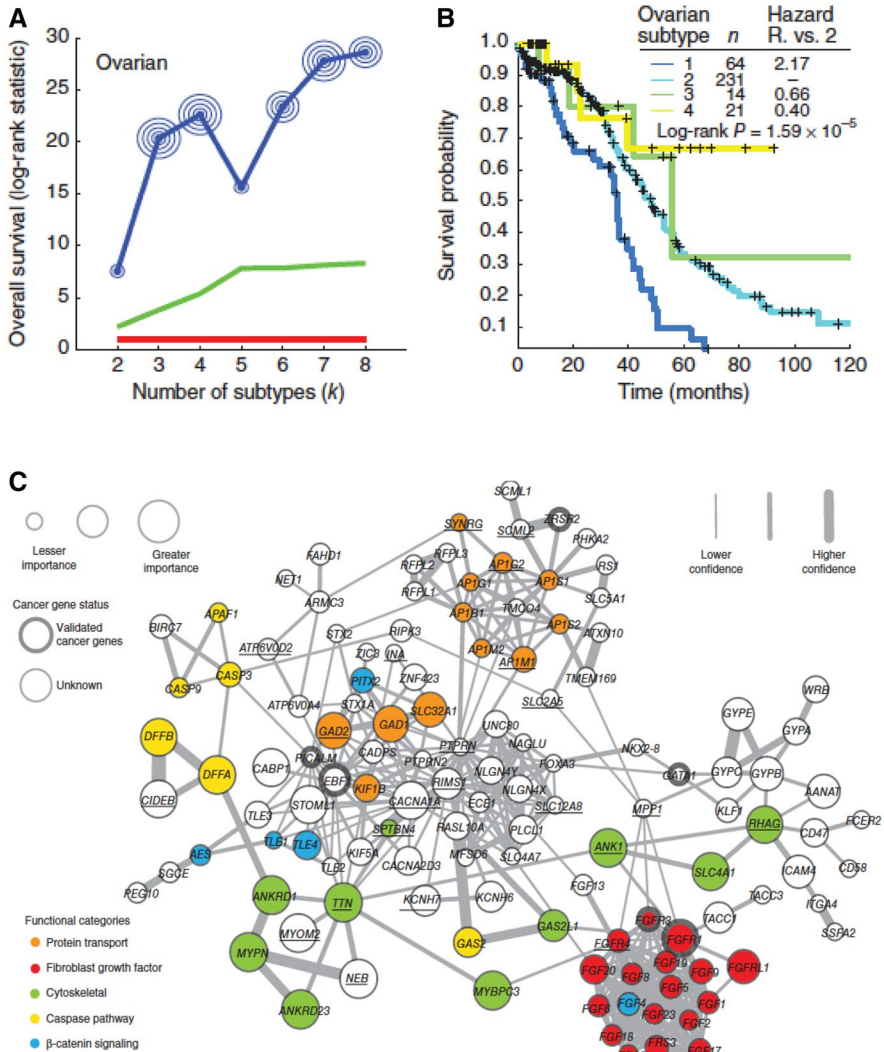 A
30
25
20
15
10
5
0
Ovarian
Overall survival (log-rank statistic)
2 3 4 5 6 7 8
Number of subtypes (k)
B
Ovarian subtype n Hazard R. vs. 2
1 64 2.17
2 231 –
3 14 0.66
4 21 0.40
Log-rank P = 1.59 × 10⁻⁵
1.0
0.9
0.8
0.7
0.6
0.5
0.4
0.3
0.2
0.1
Survival probability
0 20 40 60 80 100 120
Time (months)
C
Lesser importance
Greater importance
Lower confidence
Higher confidence
Cancer gene status
Validated cancer genes
Unknown
SCML1
SYNRG
SCML2
ZRSR2
PHKA2
FAHD1
RFPL3
RFPL2
AP1G2
RS1
NET1
AP1G1
AP1S1
RFPL1
SLC5A1
ARMC3
TMCO4
APAF1
AP1B1
BIRC7
AP1S2
STX2
RIPK3
ATXN10
ATP6V0D2
ZIC3
INA
AP1M2
AP1M1
CASP3
PITX2
ZNF423
TMEM169
CASP9
SLC2A5
ATP6V0A4
STX1A
SLC32A1
WRB
GAD2
GAD1
UNC80
GYPE
GYPA
DFFB
PTPRN
NAGLU
NKX2-8
PICALM
CADPS
PTPRN2
FOXA3
DFFA
CABP1
EBF1
RIMS1
NLGN4Y
GATA1
GYPC
GYPB
KIF1B
NLGN4X
AANAT
CIDEB
STOML1
CACNA1A
ECB1
SLC12A8
MPP1
KLF1
TLE3
SPTBN4
RASL10A
PLCL1
RHAG
CD47
FCER2
AES
TLB1
TLE4
KIF5A
ANK1
MFSD6
SLC4A7
TLE2
CACNA2D3
SLC4A1
ICAM4
CD58
SGCE
PEG10
FGF13
ANKRD1
TTN
KCNH7
KCNH6
TACC3
ITGA4
TACC1
GAS2L1
FGFR3
MYOM2
SSFA2
Functional categories
Protein transport
Fibroblast growth factor
Cytoskeletal
Caspase pathway
β-catenin signaling
MYPN
GAS2
FGFR4
FGFR1
NEB
FGF20
FGF8
FGF19
FGF9
FGFRL1
MYBPC3
FGF5
ANKRD23
FGF6
FGF4
FGF23
FGF1
FGF2
FGF18
FRS3
FGF17